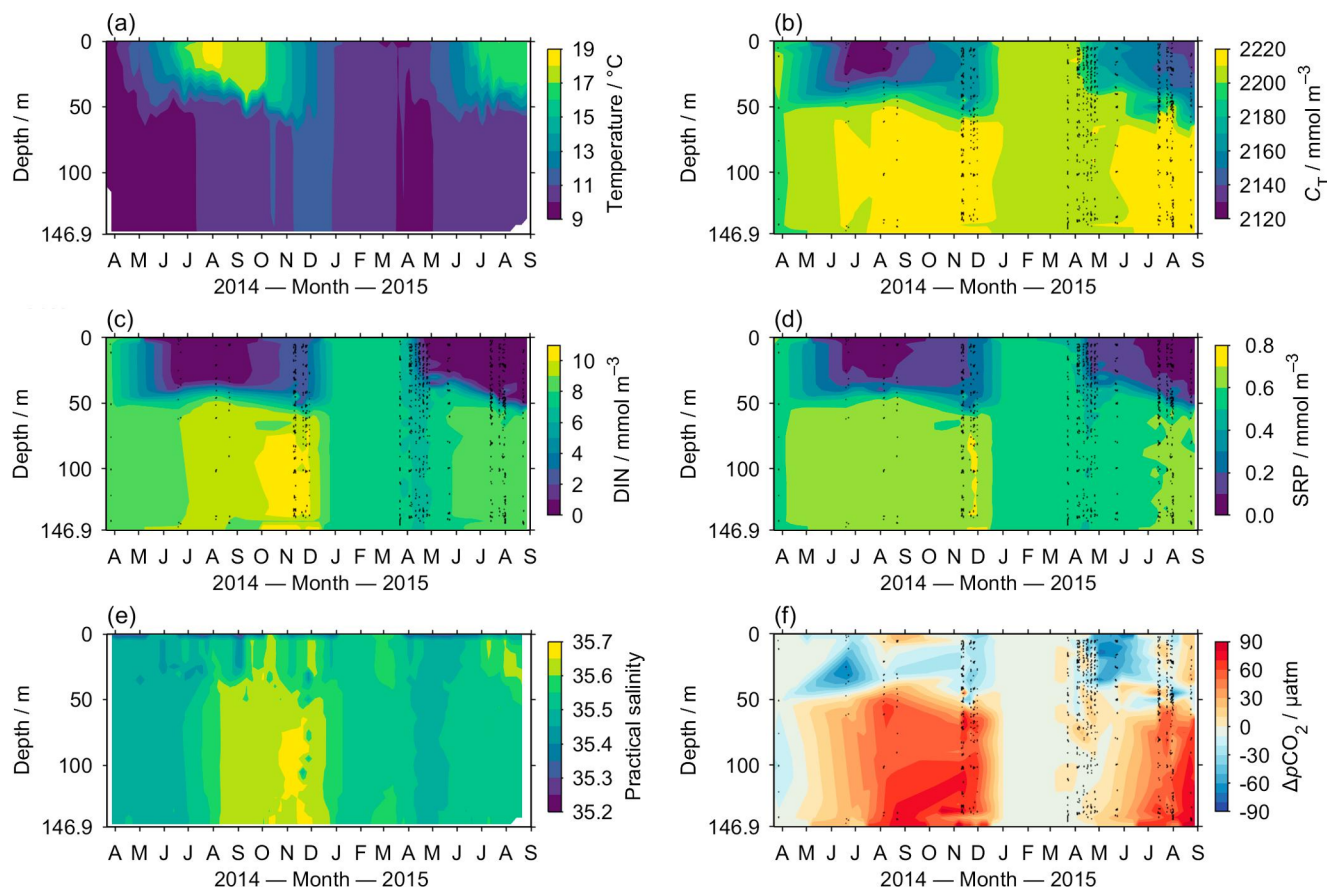 (a)
0
50
100
146.9
Depth / m
A M J J A S O N D J F M A M J J A S
2014 — Month — 2015
19
17
15
13
11
9
Temperature / °C
(b)
0
50
100
146.9
Depth / m
A M J J A S O N D J F M A M J J A S
2014 — Month — 2015
2220
2200
2180
2160
2140
2120
C_T / mmol m⁻³
(c)
0
50
100
146.9
Depth / m
A M J J A S O N D J F M A M J J A S
2014 — Month — 2015
10
8
6
4
2
0
DIN / mmol m⁻³
(d)
0
50
100
146.9
Depth / m
A M J J A S O N D J F M A M J J A S
2014 — Month — 2015
0.8
0.6
0.4
0.2
0.0
SRP / mmol m⁻³
(e)
0
50
100
146.9
Depth / m
A M J J A S O N D J F M A M J J A S
2014 — Month — 2015
35.7
35.6
35.5
35.4
35.3
35.2
Practical salinity
(f)
0
50
100
146.9
Depth / m
A M J J A S O N D J F M A M J J A S
2014 — Month — 2015
90
60
30
0
-30
-60
-90
ΔpCO₂ / µatm